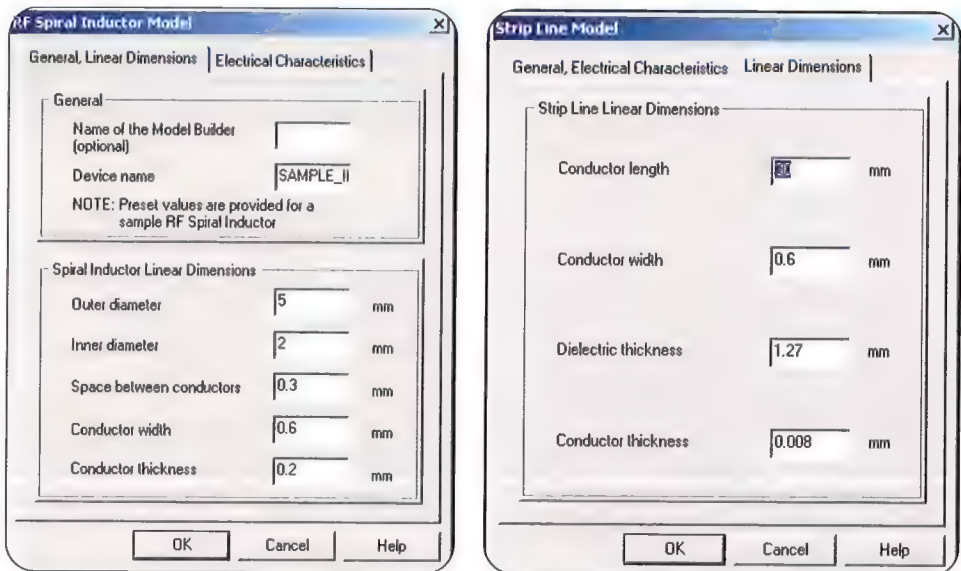 RF Spiral Inductor Model
General, Linear Dimensions
Electrical Characteristics
General
Name of the Model Builder
(optional)
Device name
SAMPLE_II
NOTE: Preset values are provided for a
sample RF Spiral Inductor
Spiral Inductor Linear Dimensions
Outer diameter 5 mm
Inner diameter 2 mm
Space between conductors 0.3 mm
Conductor width 0.6 mm
Conductor thickness 0.2 mm
OK Cancel Help
Strip Line Model
General, Electrical Characteristics
Linear Dimensions
Strip Line Linear Dimensions
Conductor length mm
Conductor width 0.6 mm
Dielectric thickness 1.27 mm
Conductor thickness 0.008 mm
OK Cancel Help